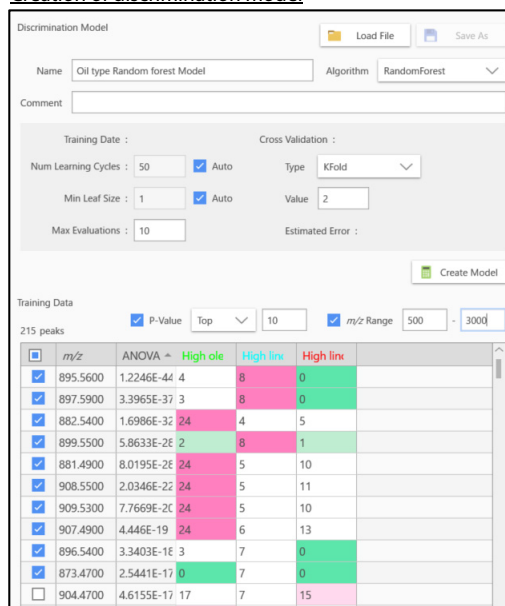 Creation of discrimination model
Discrimination Model
Load File Save As
Name Oil type Random forest Model Algorithm RandomForest
Comment
Training Date : Cross Validation :
Num Learning Cycles : 50 Auto Type KFold
Min Leaf Size : 1 Auto Value 2
Max Evaluations : 10 Estimated Error :
Create Model
Training Data
P-Value Top 10 m/z Range 500 - 3000
215 peaks
m/z ANOVA High ole High lin High lin
895.5600 1.2246E-44 4 8 0
897.5900 3.3965E-37 3 8 0
882.5400 1.6986E-32 24 4 5
899.5500 5.8633E-28 2 8 1
881.4900 8.0195E-28 24 5 10
908.5500 2.0346E-22 24 5 11
909.5300 7.7669E-20 24 5 10
907.4900 4.446E-19 24 6 13
896.5400 3.3403E-18 3 7 0
873.4700 2.5441E-17 0 7 0
904.4700 4.6155E-17 17 7 15